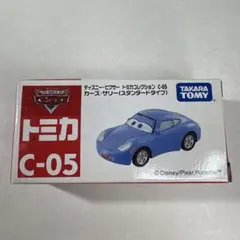 Cars
ディズニー・ピクサー トミカコレクション C-05
カーズ・サリー(スタンダードタイプ)
TAKARA
TOMY
トミカ
C-05
©Disney/Pixar Porsche™